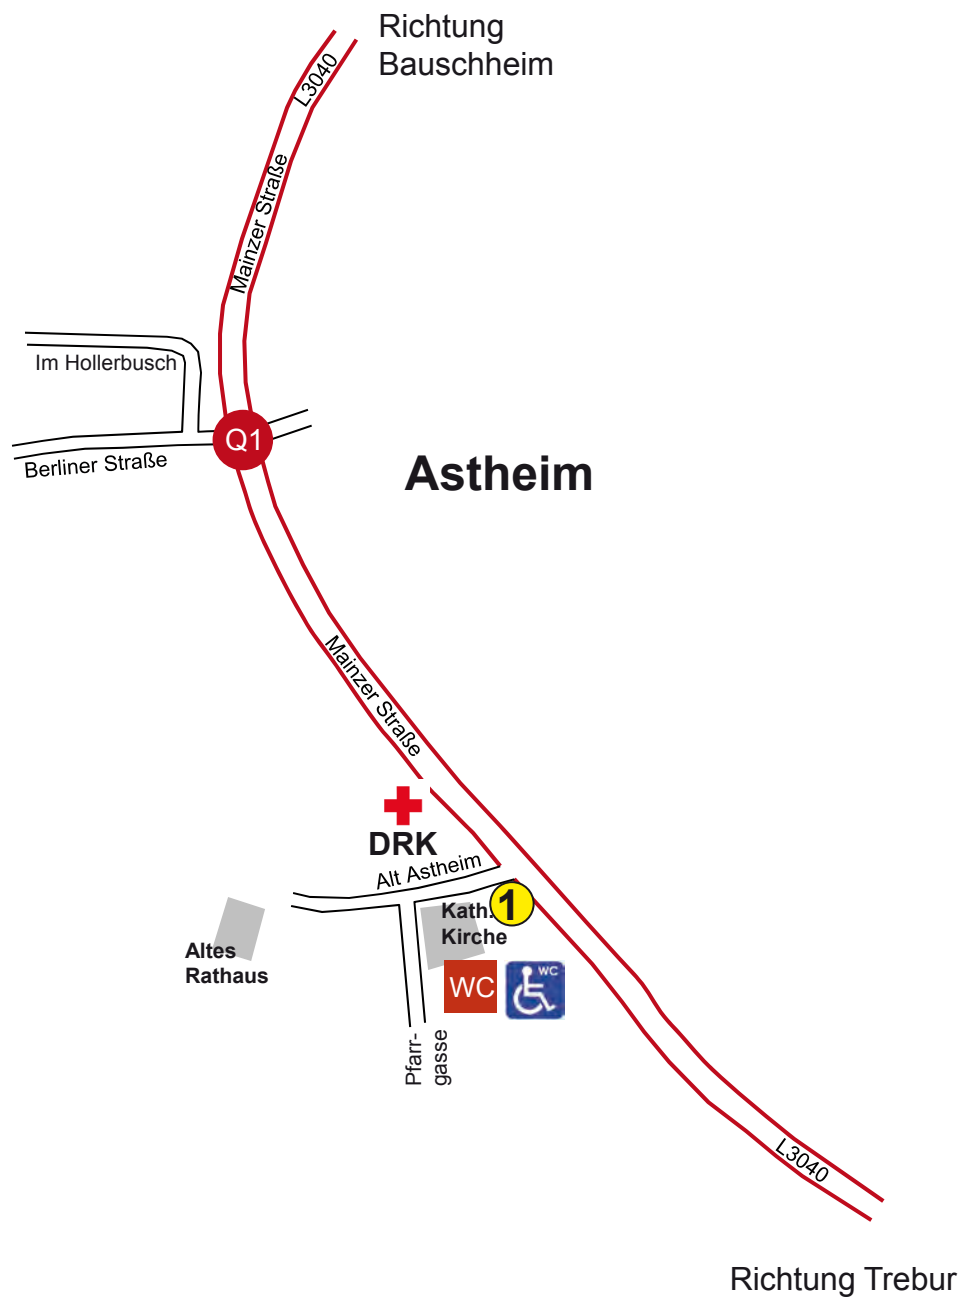 Richtung
Bauschheim
L3040
Mainzer Straße
Im Hollerbusch
Q1
Berliner Straße
Astheim
Mainzer Straße
DRK
Alt Astheim
1
Kath.
Kirche
Altes
Rathaus
WC
WC
Pfarr-
gasse
L3040
Richtung Trebur